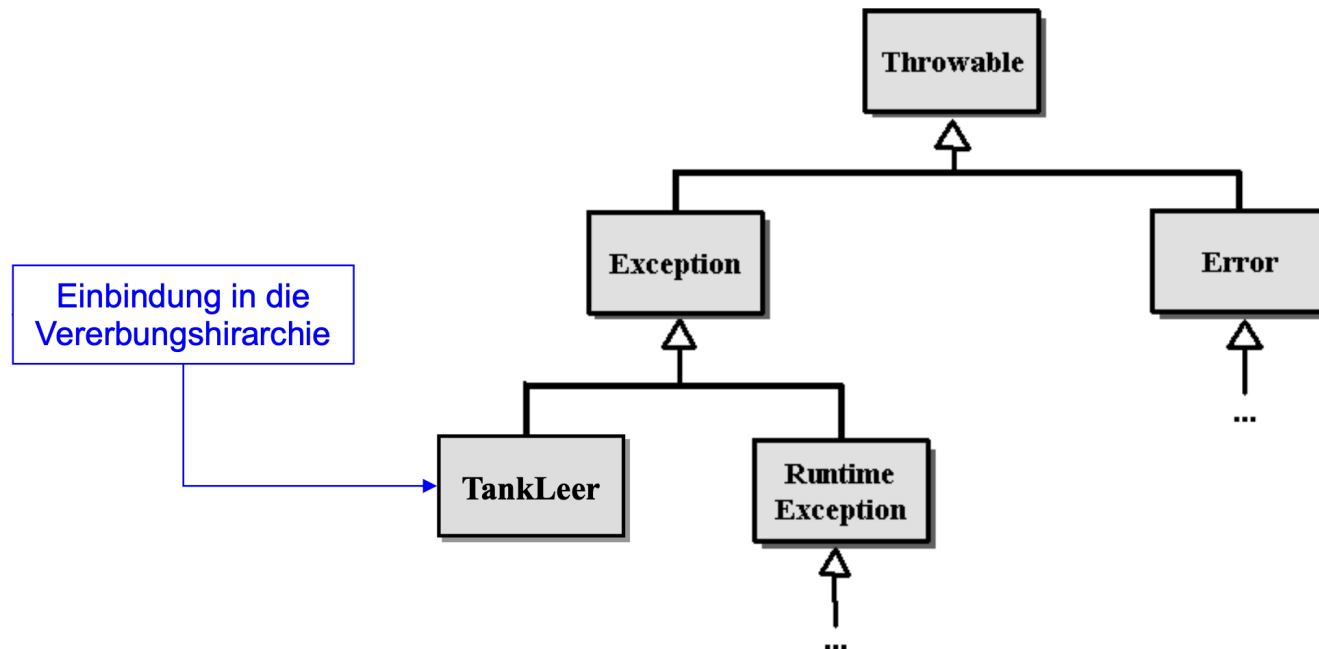 Throwable
Exception
Error
Einbindung in die
Vererbungshirarchie
TankLeer
Runtime
Exception
...
...